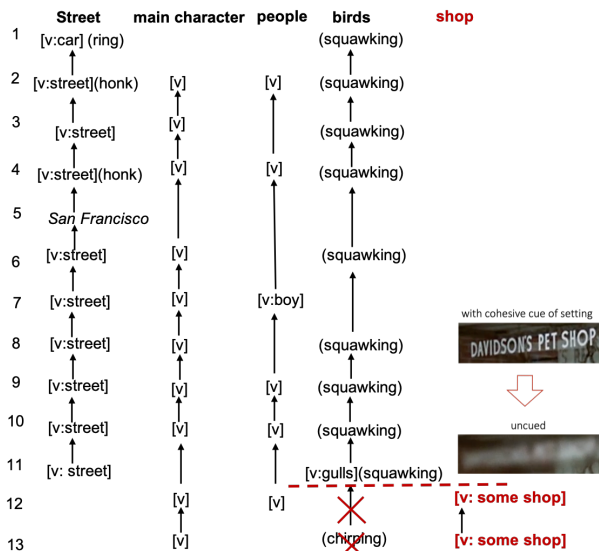 Street main character people birds shop
1 [v:car] (ring) (squawking)
2 [v:street](honk) [v] [v] (squawking)
3 [v:street] [v] (squawking)
4 [v:street](honk) [v] [v] (squawking)
5 San Francisco
6 [v:street] [v] (squawking)
7 [v:street] [v] [v:boy]
with cohesive cue of setting
8 [v:street] [v] (squawking)
DAVIDSON'S PET SHOP
9 [v:street] [v] [v] (squawking)
10 [v:street] [v] [v] (squawking)
uncued
11 [v: street] [v:gulls](squawking)
12 [v] [v] [v: some shop]
13 [v] (chirping) [v: some shop]